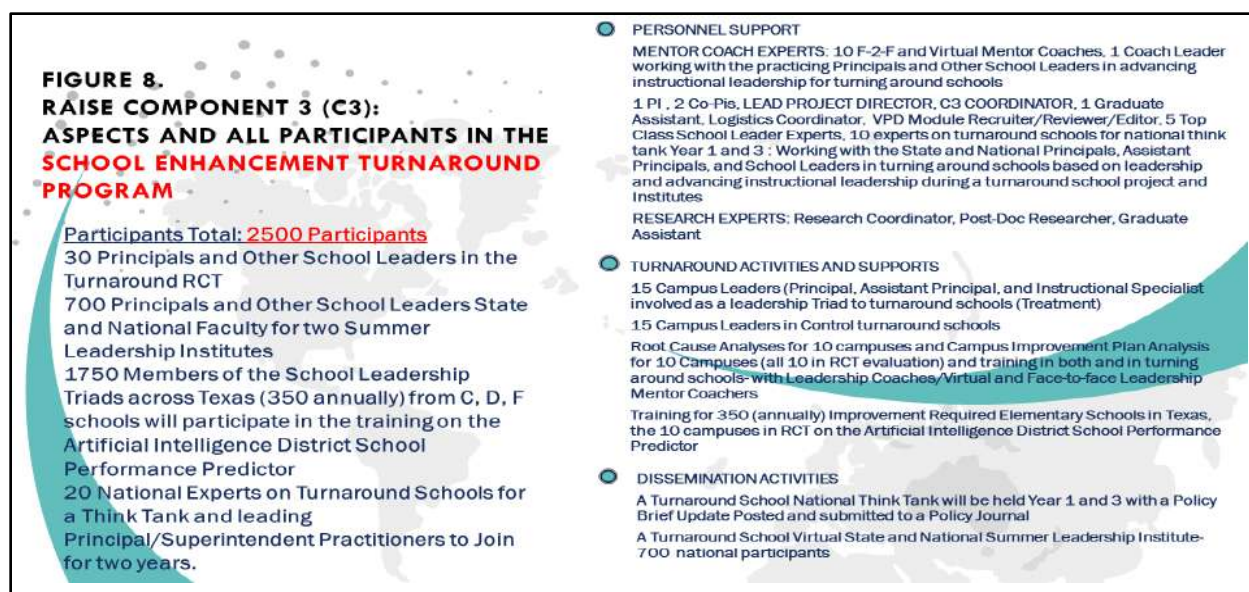 FIGURE 8.
RAISE COMPONENT 3 (C3):
ASPECTS AND ALL PARTICIPANTS IN THE
SCHOOL ENHANCEMENT TURNAROUND
PROGRAM
Participants Total: 2500 Participants
30 Principals and Other School Leaders in the
Turnaround RCT
700 Principals and Other School Leaders State
and National Faculty for two Summer
Leadership Institutes
1750 Members of the School Leadership
Triads across Texas (350 annually) from C, D, F
schools will participate in the training on the
Artificial Intelligence District School
Performance Predictor
20 National Experts on Turnaround Schools for
a Think Tank and leading
Principal/Superintendent Practitioners to Join
for two years.
PERSONNEL SUPPORT
MENTOR COACH EXPERTS: 10 F-2-F and Virtual Mentor Coaches, 1 Coach Leader
working with the practicing Principals and Other School Leaders in advancing
instructional leadership for turning around schools
1 PI , 2 Co-Pis, LEAD PROJECT DIRECTOR, C3 COORDINATOR, 1 Graduate
Assistant, Logistics Coordinator, VPD Module Recruiter/Reviewer/Editor, 5 Top
Class School Leader Experts, 10 experts on turnaround schools for national think
tank Year 1 and 3 : Working with the State and National Principals, Assistant
Principals, and School Leaders in turning around schools based on leadership
and advancing instructional leadership during a turnaround school project and
Institutes
RESEARCH EXPERTS: Research Coordinator, Post-Doc Researcher, Graduate
Assistant
TURNAROUND ACTIVITIES AND SUPPORTS
15 Campus Leaders (Principal, Assistant Principal, and Instructional Specialist
involved as a leadership Triad to turnaround schools (Treatment)
15 Campus Leaders in Control turnaround schools
Root Cause Analyses for 10 campuses and Campus Improvement Plan Analysis
for 10 Campuses (all 10 in RCT evaluation) and training in both and in turning
around schools- with Leadership Coaches/Virtual and Face-to-face Leadership
Mentor Coachers
Training for 350 (annually) Improvement Required Elementary Schools in Texas,
the 10 campuses in RCT on the Artificial Intelligence District School Performance
Predictor
DISSEMINATION ACTIVITIES
A Turnaround School National Think Tank will be held Year 1 and 3 with a Policy
Brief Update Posted and submitted to a Policy Journal
A Turnaround School Virtual State and National Summer Leadership Institute-
700 national participants